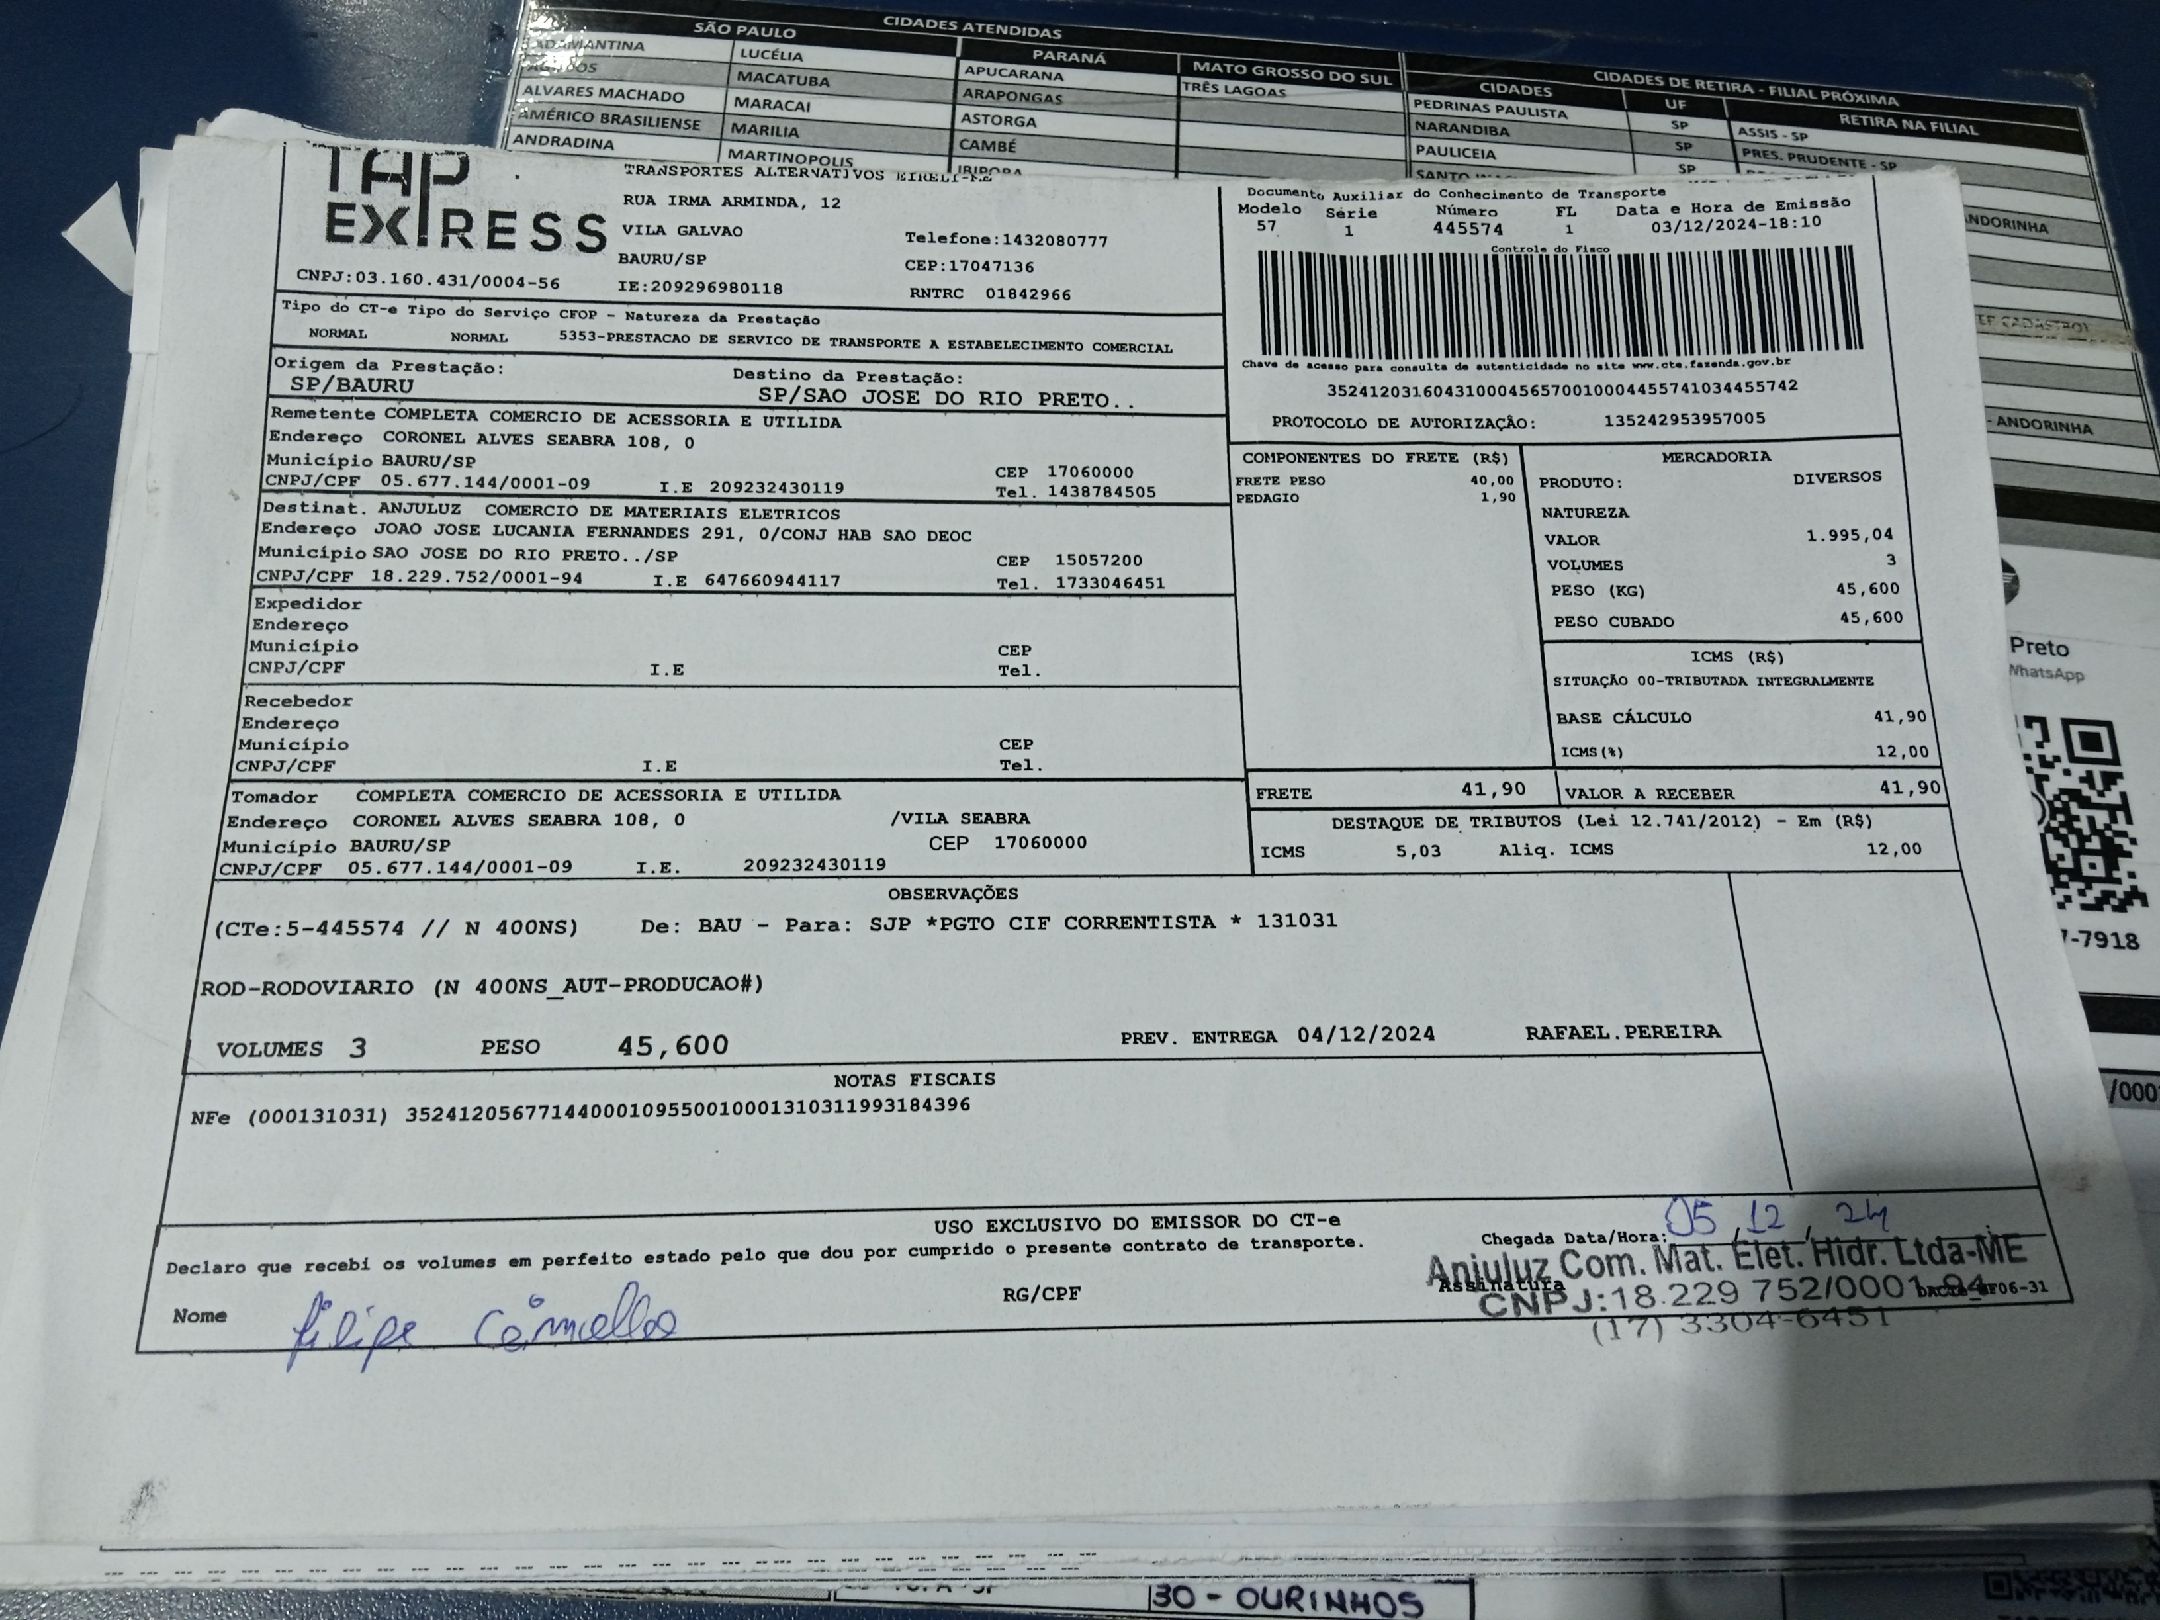 CIDADES ATENDIDAS
SÃO PAULO
PARANÁ
MATO GROSSO DO SUL
ADAMANTINA
LUCÉLIA
APUCARANA
TRÊS LAGOAS
MACATUBA
ARAPONGAS
ALVARES MACHADO
MARACAI
ASTORGA
AMÉRICO BRASILIENSE
MARILIA
CAMBÉ
ANDRADINA
MARTINOPOLIS
IBIPORA
CIDADES DE RETIRA - FILIAL PRÓXIMA
CIDADES
UF
RETIRA NA FILIAL
PEDRINAS PAULISTA
SP
ASSIS - SP
NARANDIBA
SP
PRES. PRUDENTE - SP
PAULICEIA
SP
SANTO
NDORINHA
- ANDORINHA
TAP EXPRESS
TRANSPORTES ALTERNATIVOS EIRELI-
RUA IRMA ARMINDA, 12
VILA GALVAO
Telefone:1432080777
BAURU/SP
CEP:17047136
CNPJ:03.160.431/0004-56
IE:209296980118
RNTRC 01842966
Documento Auxiliar do Conhecimento de Transporte
Modelo Série Número FL Data e Hora de Emissão
57 1 445574 1 03/12/2024-18:10
Controle do Fisco
Chave de acesso para consulta de autenticidade no site www.cte.fazenda.gov.br
35241203160431000456570010004455741034455742
PROTOCOLO DE AUTORIZAÇÃO: 135242953957005
Tipo do CT-e Tipo do Serviço CFOP - Natureza da Prestação
NORMAL NORMAL 5353-PRESTACAO DE SERVICO DE TRANSPORTE A ESTABELECIMENTO COMERCIAL
Origem da Prestação: Destino da Prestação:
SP/BAURU SP/SAO JOSE DO RIO PRETO..
Remetente COMPLETA COMERCIO DE ACESSORIA E UTILIDA
Endereço CORONEL ALVES SEABRA 108, 0
Município BAURU/SP CEP 17060000
CNPJ/CPF 05.677.144/0001-09 I.E 209232430119 Tel. 1438784505
Destinat. ANJULUZ COMERCIO DE MATERIAIS ELETRICOS
Endereço JOAO JOSE LUCANIA FERNANDES 291, 0/CONJ HAB SAO DEOC
Município SAO JOSE DO RIO PRETO../SP CEP 15057200
CNPJ/CPF 18.229.752/0001-94 I.E 647660944117 Tel. 1733046451
Expedidor
Endereço
Município CEP
CNPJ/CPF I.E Tel.
Recebedor
Endereço
Município CEP
CNPJ/CPF I.E Tel.
Tomador COMPLETA COMERCIO DE ACESSORIA E UTILIDA
Endereço CORONEL ALVES SEABRA 108, 0 /VILA SEABRA
Município BAURU/SP CEP 17060000
CNPJ/CPF 05.677.144/0001-09 I.E. 209232430119
COMPONENTES DO FRETE (R$)
FRETE PESO 40,00
PEDAGIO 1,90
MERCADORIA
PRODUTO: DIVERSOS
NATUREZA
VALOR 1.995,04
VOLUMES 3
PESO (KG) 45,600
PESO CUBADO 45,600
ICMS (R$)
SITUAÇÃO 00-TRIBUTADA INTEGRALMENTE
BASE CÁLCULO 41,90
ICMS(%) 12,00
FRETE 41,90 VALOR A RECEBER 41,90
DESTAQUE DE TRIBUTOS (Lei 12.741/2012) - Em (R$)
ICMS 5,03 Aliq. ICMS 12,00
OBSERVAÇÕES
(CTe:5-445574 // N 400NS) De: BAU - Para: SJP *PGTO CIF CORRENTISTA * 131031
ROD-RODOVIARIO (N 400NS_AUT-PRODUCAO#)
VOLUMES 3 PESO 45,600 PREV. ENTREGA 04/12/2024 RAFAEL.PEREIRA
NOTAS FISCAIS
NFe (000131031) 35241205677144000109550010001310311993184396
USO EXCLUSIVO DO EMISSOR DO CT-e
Declaro que recebi os volumes em perfeito estado pelo que dou por cumprido o presente contrato de transporte.
Chegada Data/Hora: 05,12,24
Nome filipe
RG/CPF
Assinatura
Anjuluz Com. Mat. Elet. Hidr. Ltda-ME
CNPJ:18.229 752/0001-94
(17) 3304-6451
06-31
Preto
WhatsApp
7-7918
/000
30 - OURINHOS